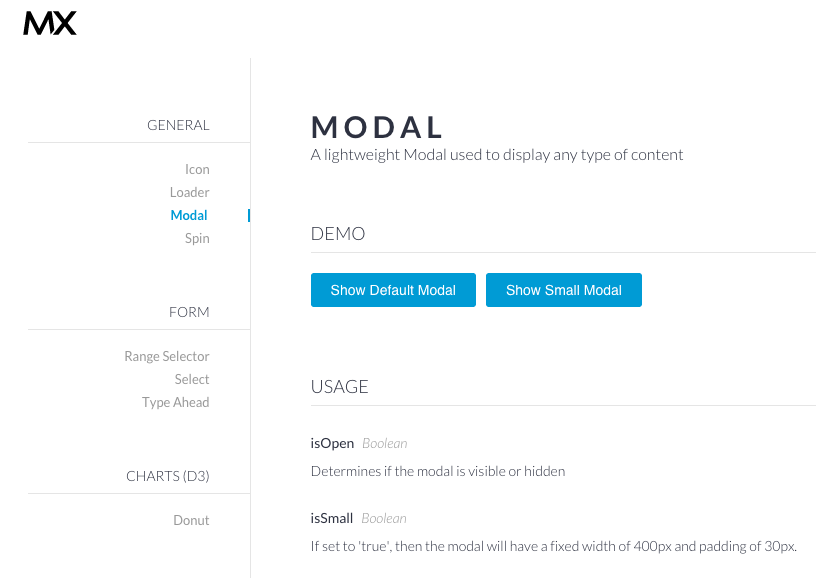 MX
GENERAL
Icon
Loader
Modal
Spin
FORM
Range Selector
Select
Type Ahead
CHARTS (D3)
Donut
MODAL
A lightweight Modal used to display any type of content
DEMO
Show Default Modal Show Small Modal
USAGE
isOpen Boolean
Determines if the modal is visible or hidden
isSmall Boolean
If set to 'true', then the modal will have a fixed width of 400px and padding of 30px.